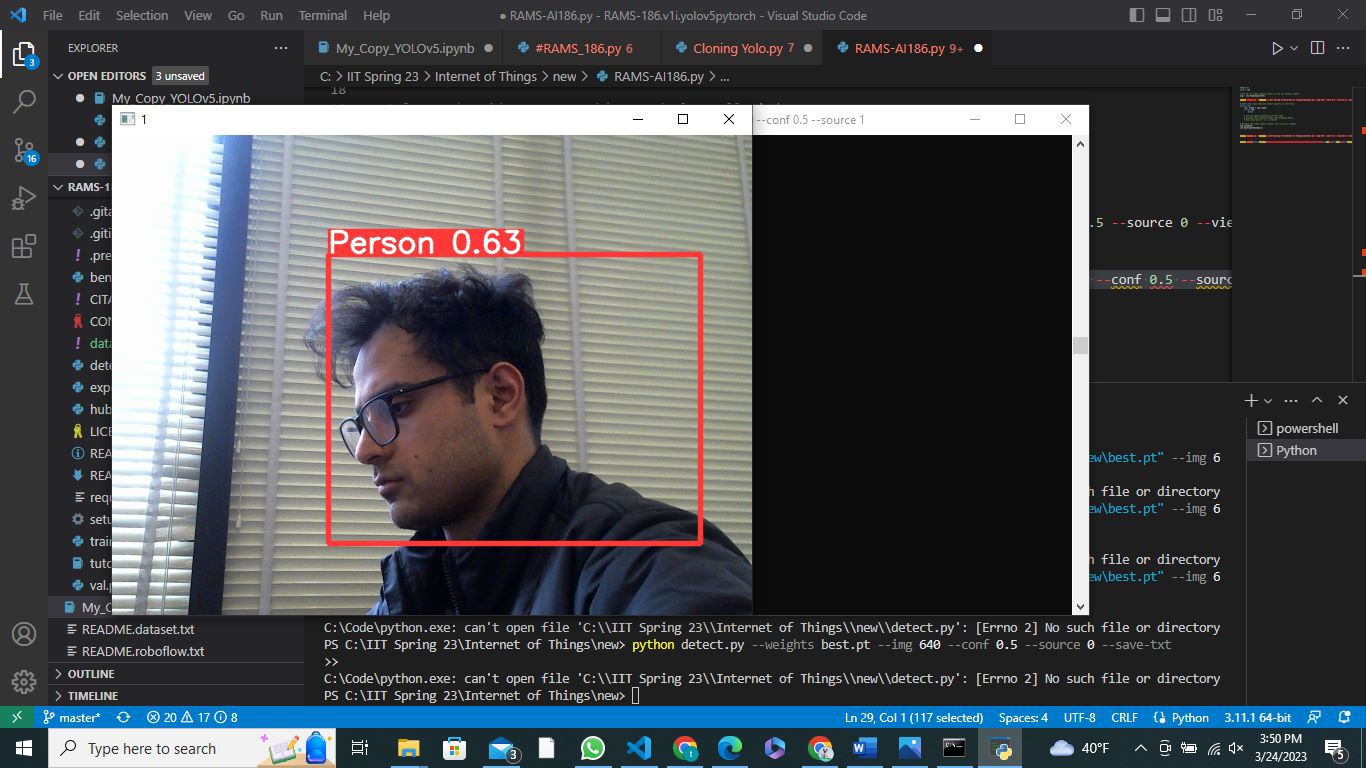 File Edit Selection View Go Run Terminal Help
● RAMS-AI186.py - RAMS-186.v1i.yolov5pytorch - Visual Studio Code
EXPLORER
My_Copy_YOLOv5.ipynb
#RAMS_186.py 6
Cloning Yolo.py 7
RAMS-AI186.py 9+
OPEN EDITORS 3 unsaved
C: > IIT Spring 23 > Internet of Things > new > RAMS-AI186.py > ...
My_Copy_YOLOv5.ipynb
18
1
--conf 0.5 --source 1
3
16
RAMS-1
.gita
.giti
.pre
ben
CITA
CON
data
dete
exp
hub
LICE
REA
REA
requ
setu
train
tuto
val.p
My_C
README.dataset.txt
README.roboflow.txt
OUTLINE
TIMELINE
Person 0.63
.5 --source 0 --vie
--conf 0.5 --sourc
powershell
Python
ew\best.pt" --img 6
h file or directory
ew\best.pt" --img 6
h file or directory
ew\best.pt" --img 6
C:\Code\python.exe: can't open file 'C:\\IIT Spring 23\\Internet of Things\\new\\detect.py': [Errno 2] No such file or directory
PS C:\IIT Spring 23\Internet of Things\new> python detect.py --weights best.pt --img 640 --conf 0.5 --source 0 --save-txt
>>
C:\Code\python.exe: can't open file 'C:\\IIT Spring 23\\Internet of Things\\new\\detect.py': [Errno 2] No such file or directory
PS C:\IIT Spring 23\Internet of Things\new>
master* 20 17 8
Ln 29, Col 1 (117 selected) Spaces: 4 UTF-8 CRLF Python 3.11.1 64-bit
Type here to search
3
40°F
3:50 PM
3/24/2023
5